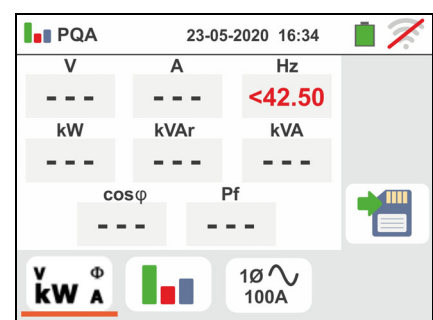 PQA 23-05-2020 16:34
V A Hz
- - - - - - <42.50
kW kVAr kVA
- - - - - - - - -
cosφ Pf
- - - - - -
V Φ
kW A
1Ø
100A